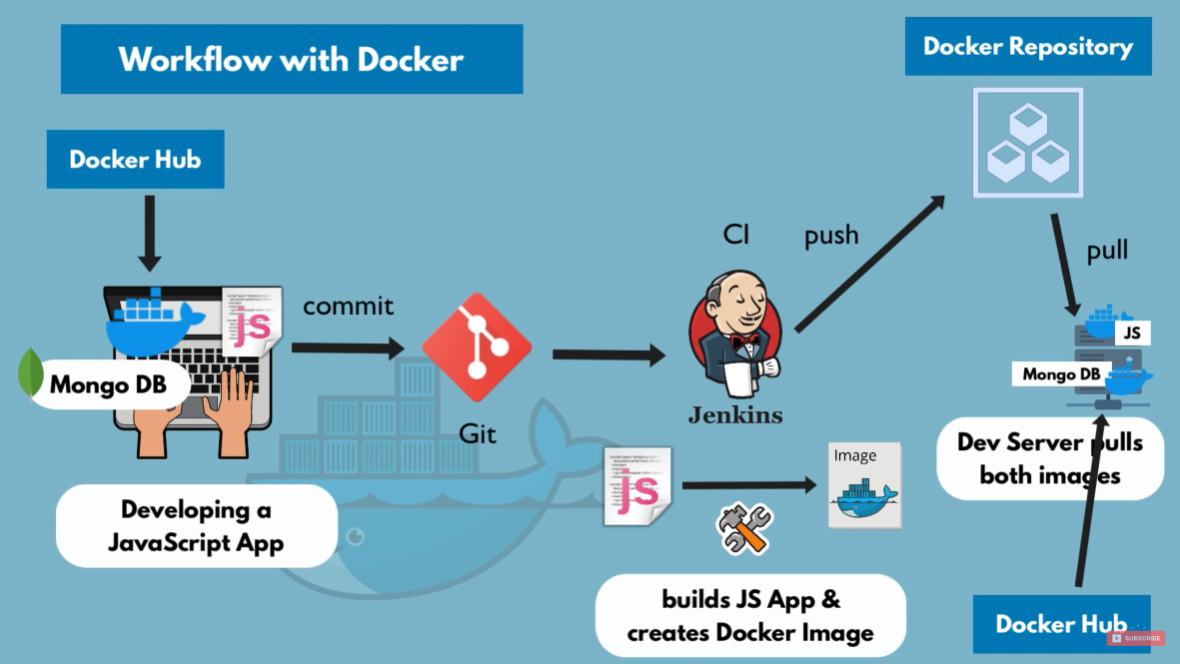 Workflow with Docker
Docker Repository
Docker Hub
CI
push
pull
commit
js
JS
Mongo DB
Mongo DB
Jenkins
Git
Dev Server pulls
both images
Image
js
Developing a
JavaScript App
builds JS App &
creates Docker Image
Docker Hub
SUBSCRIBE